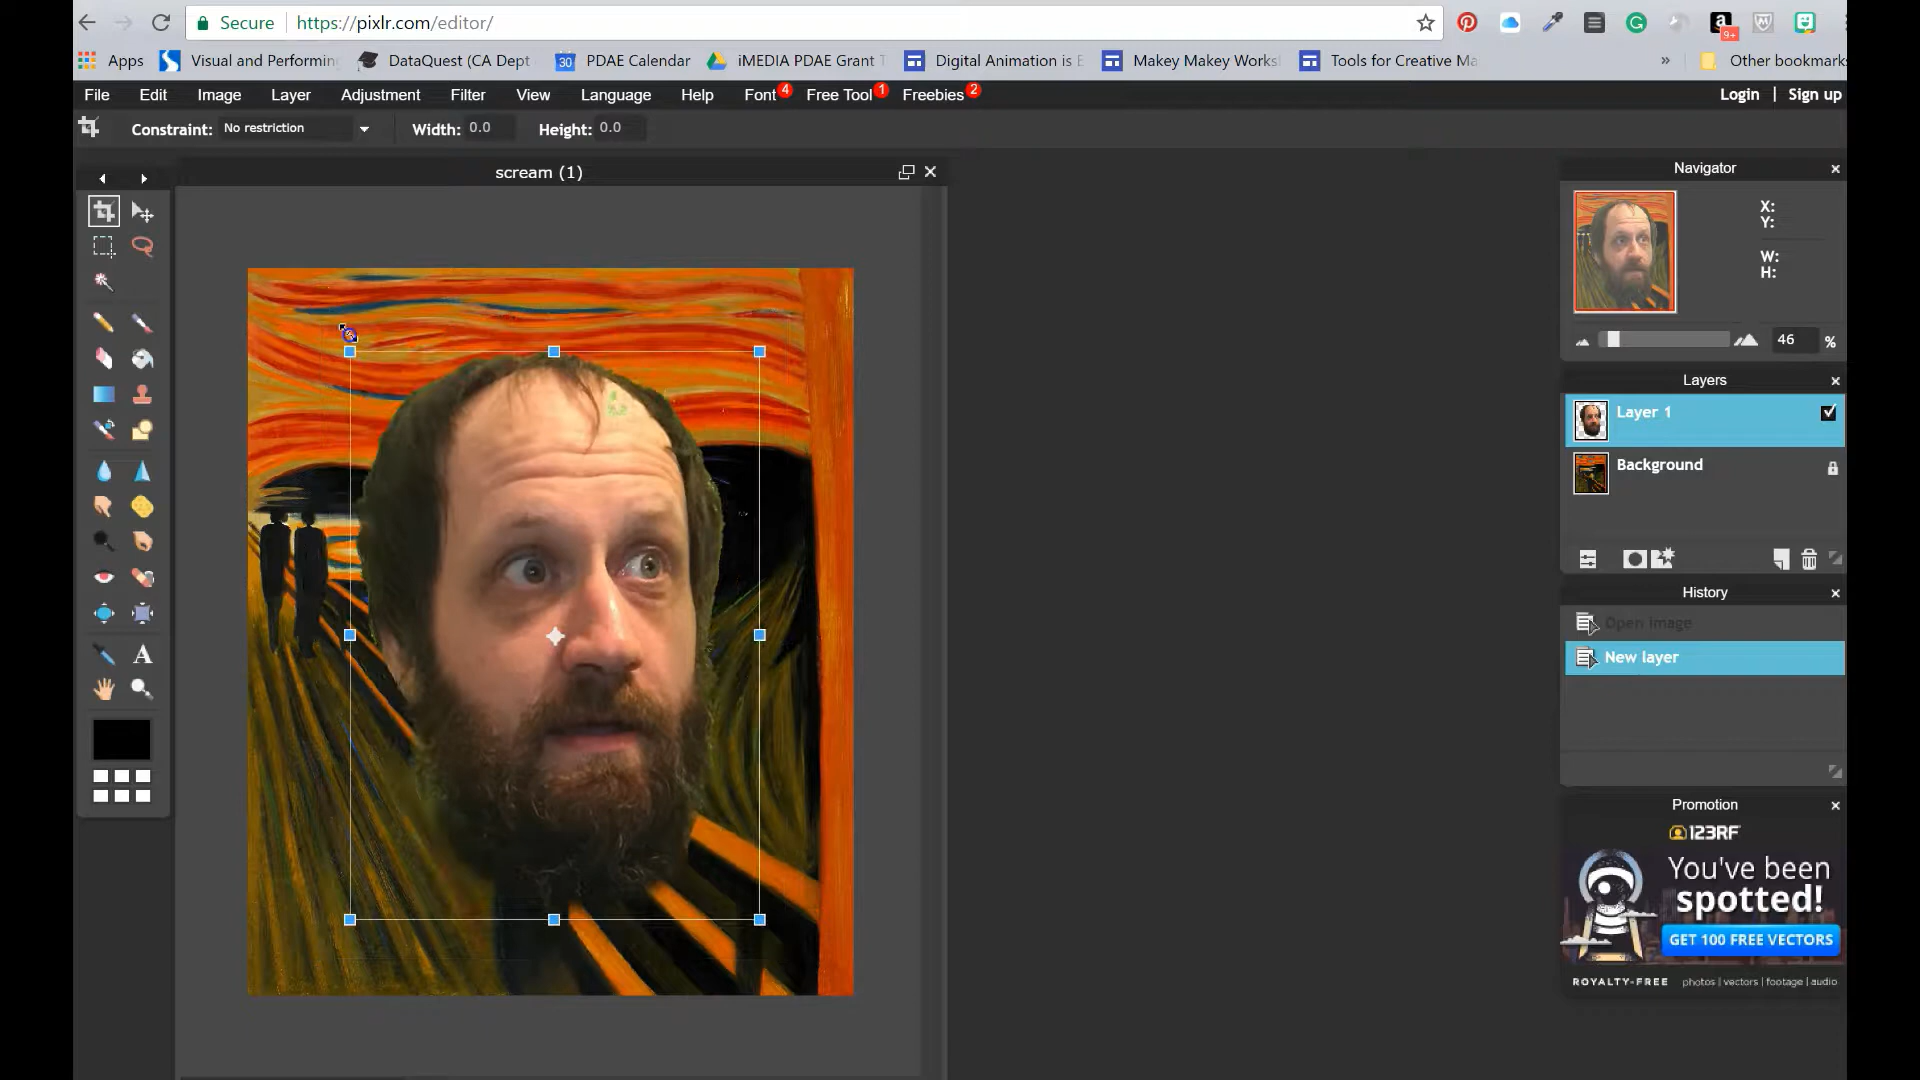 Secure https://pixlr.com/editor/
9+
Apps Visual and Performin DataQuest (CA Dept 30 PDAE Calendar iMEDIA PDAE Grant T Digital Animation is E Makey Makey Works Tools for Creative Ma » Other bookmarks
File Edit Image Layer Adjustment Filter View Language Help Font 4 Free Tool 1 Freebies 2 Login | Sign up
Constraint: No restriction Width: 0.0 Height: 0.0
scream (1)
Navigator
X:
Y:
W:
H:
46 %
Layers
Layer 1
Background
History
Open image
New layer
A
Promotion
123RF
You've been
spotted!
GET 100 FREE VECTORS
ROYALTY-FREE photos | vectors | footage | audio